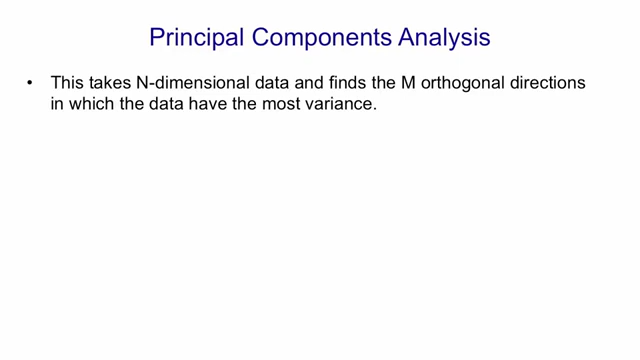 Principal Components Analysis
• This takes N-dimensional data and finds the M orthogonal directions
in which the data have the most variance.